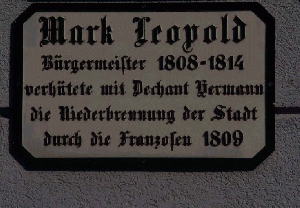 Mark Leopold
Bürgermeiſter 1808-1814
verhütete mit Dechant Hermann
die Niederbrennung der Stadt
durch die Franzoſen 1809